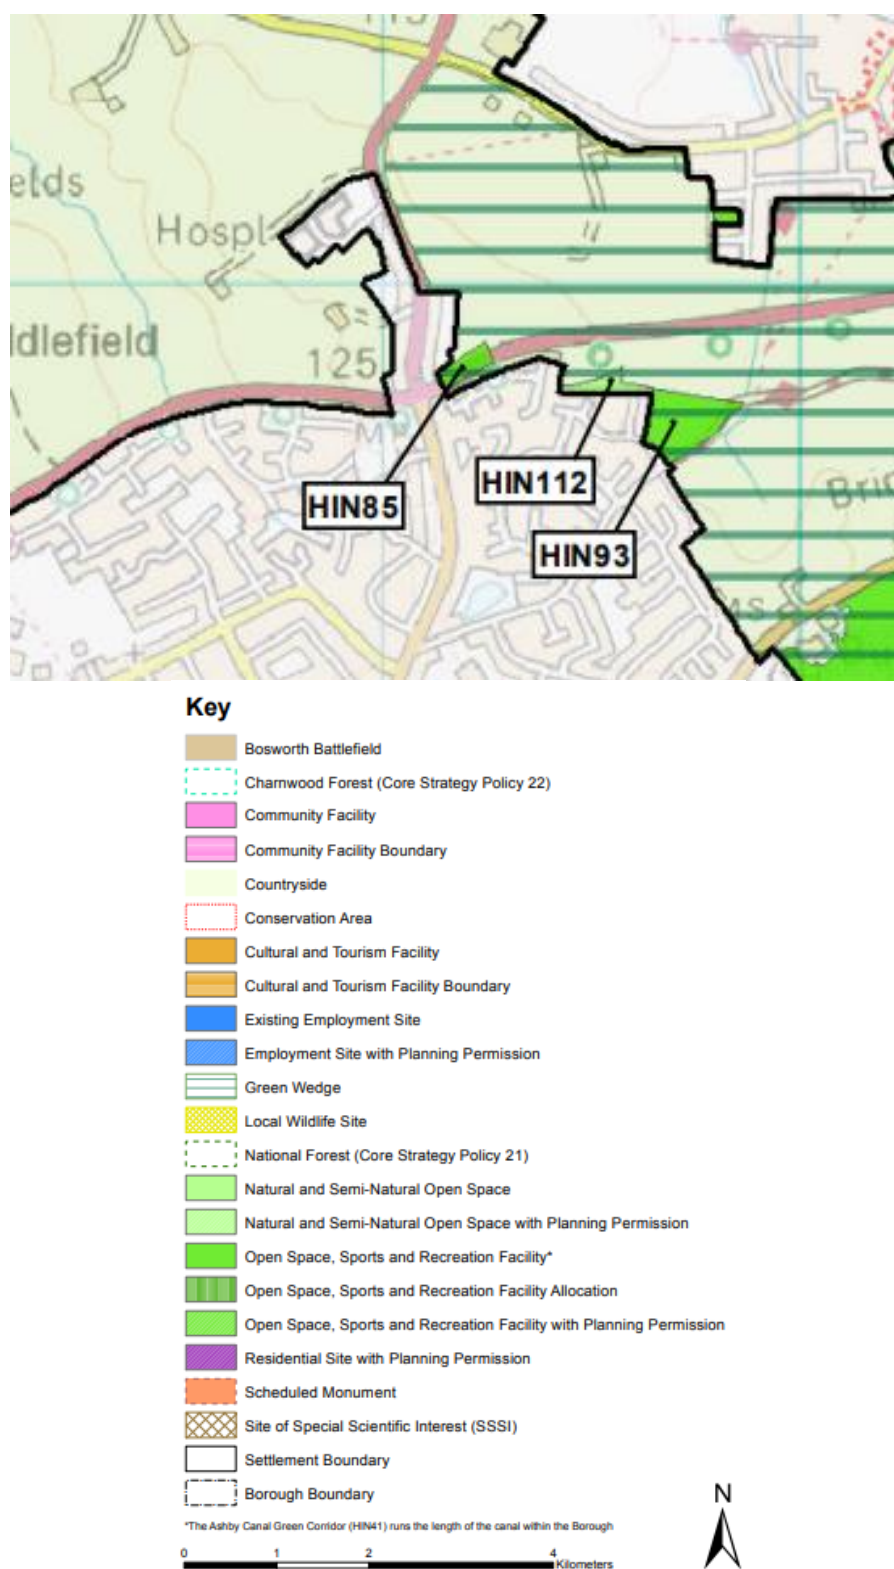 115
elds
Hospl
dlefield
125
M
HIN85
HIN112
HIN93
Key
Bosworth Battlefield
Charnwood Forest (Core Strategy Policy 22)
Community Facility
Community Facility Boundary
Countryside
Conservation Area
Cultural and Tourism Facility
Cultural and Tourism Facility Boundary
Existing Employment Site
Employment Site with Planning Permission
Green Wedge
Local Wildlife Site
National Forest (Core Strategy Policy 21)
Natural and Semi-Natural Open Space
Natural and Semi-Natural Open Space with Planning Permission
Open Space, Sports and Recreation Facility*
Open Space, Sports and Recreation Facility Allocation
Open Space, Sports and Recreation Facility with Planning Permission
Residential Site with Planning Permission
Scheduled Monument
Site of Special Scientific Interest (SSSI)
Settlement Boundary
Borough Boundary
*The Ashby Canal Green Corridor (HIN41) runs the length of the canal within the Borough
N
0 1 2 4
Kilometers